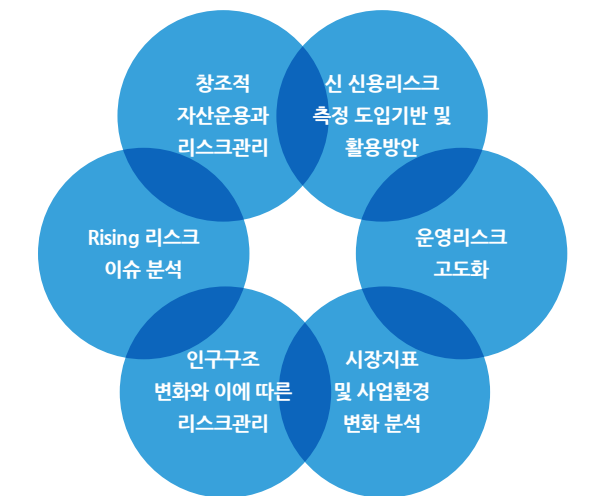 창조적
자산운용과
리스크관리
신 신용리스크
측정 도입기반 및
활용방안
Rising 리스크
이슈 분석
운영리스크
고도화
인구구조
변화와 이에 따른
리스크관리
시장지표
및 사업환경
변화 분석